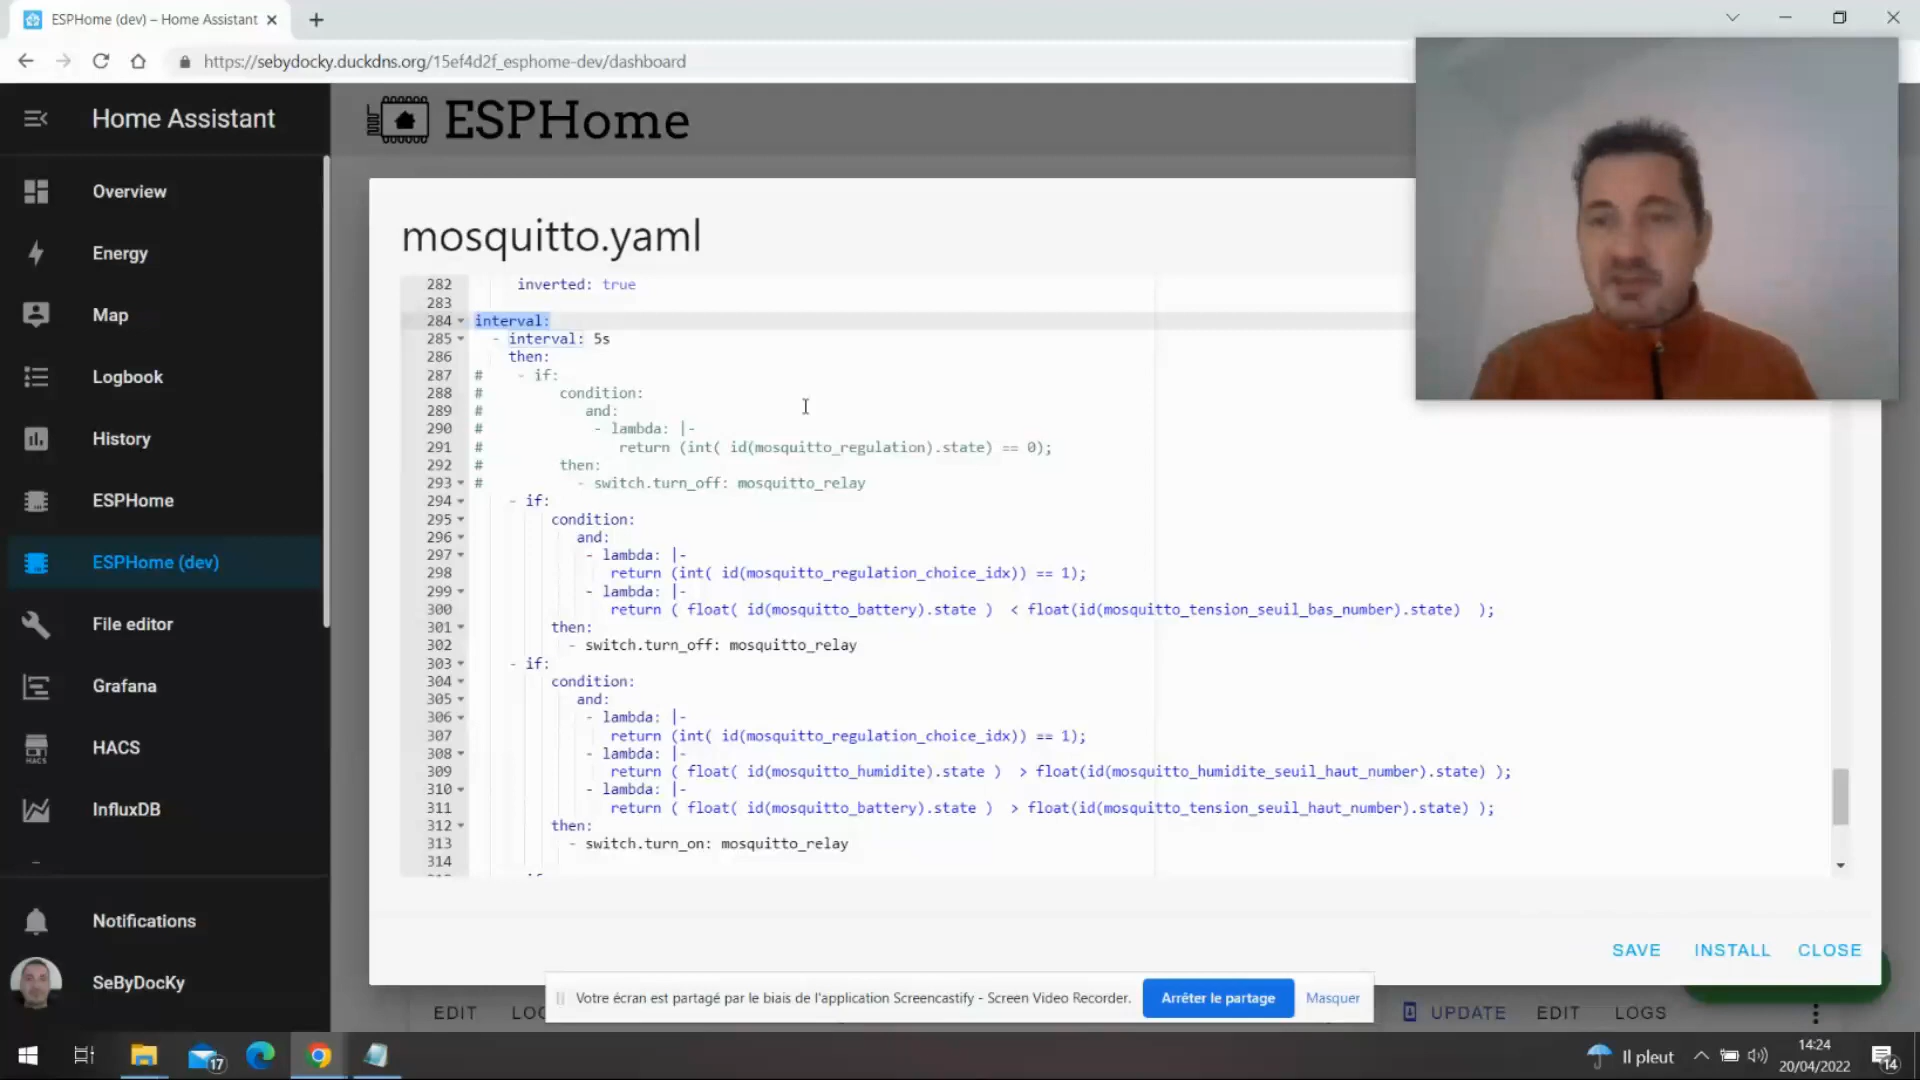 ESPHome (dev) – Home Assistant
https://sebydocky.duckdns.org/15ef4d2f_esphome-dev/dashboard
Home Assistant
ESPHome
Overview
Energy
Map
Logbook
History
ESPHome
ESPHome (dev)
File editor
Grafana
HACS
HACS
InfluxDB
Notifications
SeByDocKy
mosquitto.yaml
282 inverted: true
283
284 interval:
285 - interval: 5s
286 then:
287 # - if:
288 # condition:
289 # and:
290 # - lambda: |-
291 # return (int( id(mosquitto_regulation).state) == 0);
292 # then:
293 # - switch.turn_off: mosquitto_relay
294 - if:
295 condition:
296 and:
297 - lambda: |-
298 return (int( id(mosquitto_regulation_choice_idx)) == 1);
299 - lambda: |-
300 return ( float( id(mosquitto_battery).state ) < float(id(mosquitto_tension_seuil_bas_number).state) );
301 then:
302 - switch.turn_off: mosquitto_relay
303 - if:
304 condition:
305 and:
306 - lambda: |-
307 return (int( id(mosquitto_regulation_choice_idx)) == 1);
308 - lambda: |-
309 return ( float( id(mosquitto_humidite).state ) > float(id(mosquitto_humidite_seuil_haut_number).state) );
310 - lambda: |-
311 return ( float( id(mosquitto_battery).state ) > float(id(mosquitto_tension_seuil_haut_number).state) );
312 then:
313 - switch.turn_on: mosquitto_relay
314
SAVE INSTALL CLOSE
Votre écran est partagé par le biais de l'application Screencastify - Screen Video Recorder. Arrêter le partage Masquer
EDIT UPDATE EDIT LOGS
17
Il pleut
14:24
20/04/2022
14